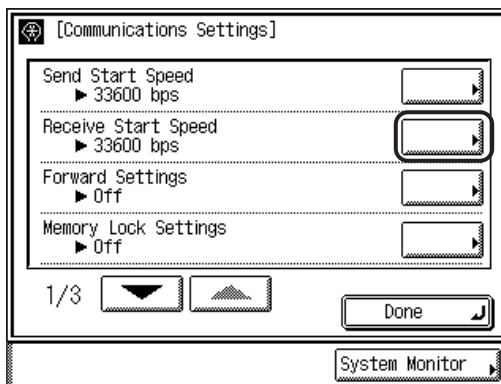 [Communications Settings]
Send Start Speed
▶ 33600 bps
Receive Start Speed
▶ 33600 bps
Forward Settings
▶ Off
Memory Lock Settings
▶ Off
1/3
Done
System Monitor